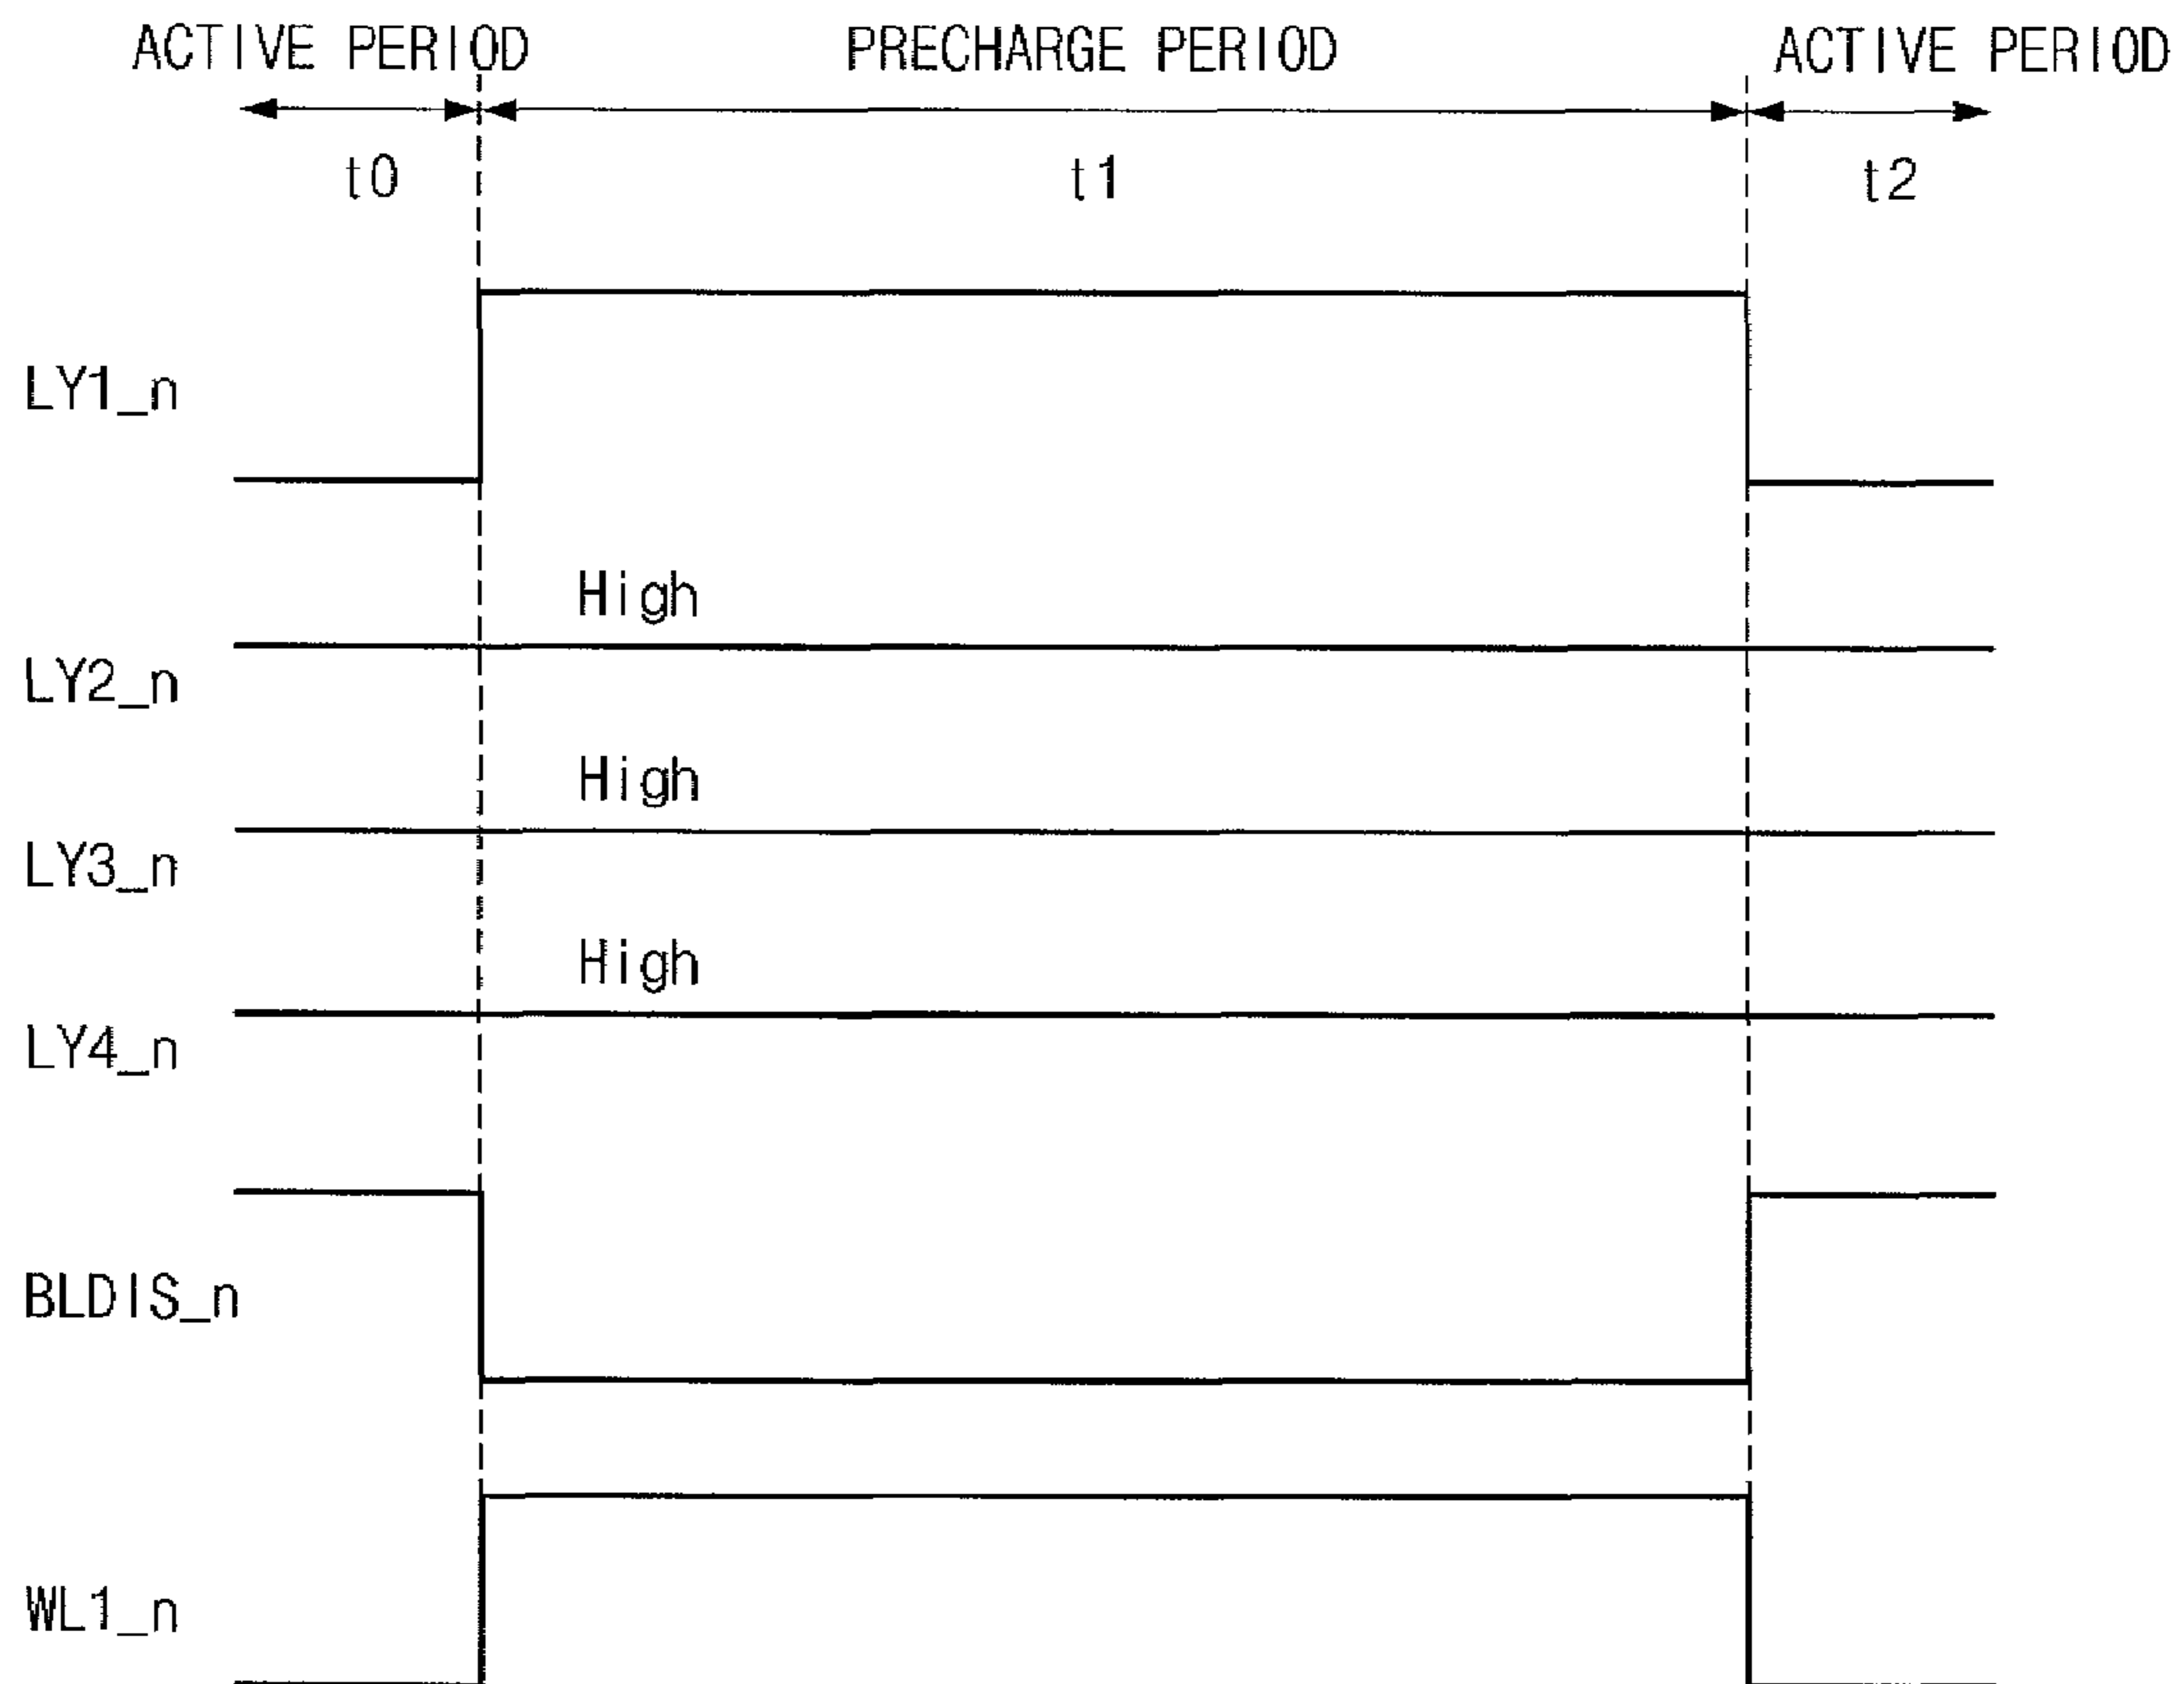 ACTIVE PERIOD PRECHARGE PERIOD ACTIVE PERIOD
t0 t1 t2
LY1_n
High
LY2_n
High
LY3_n
High
LY4_n
BLDIS_n
WL1_n